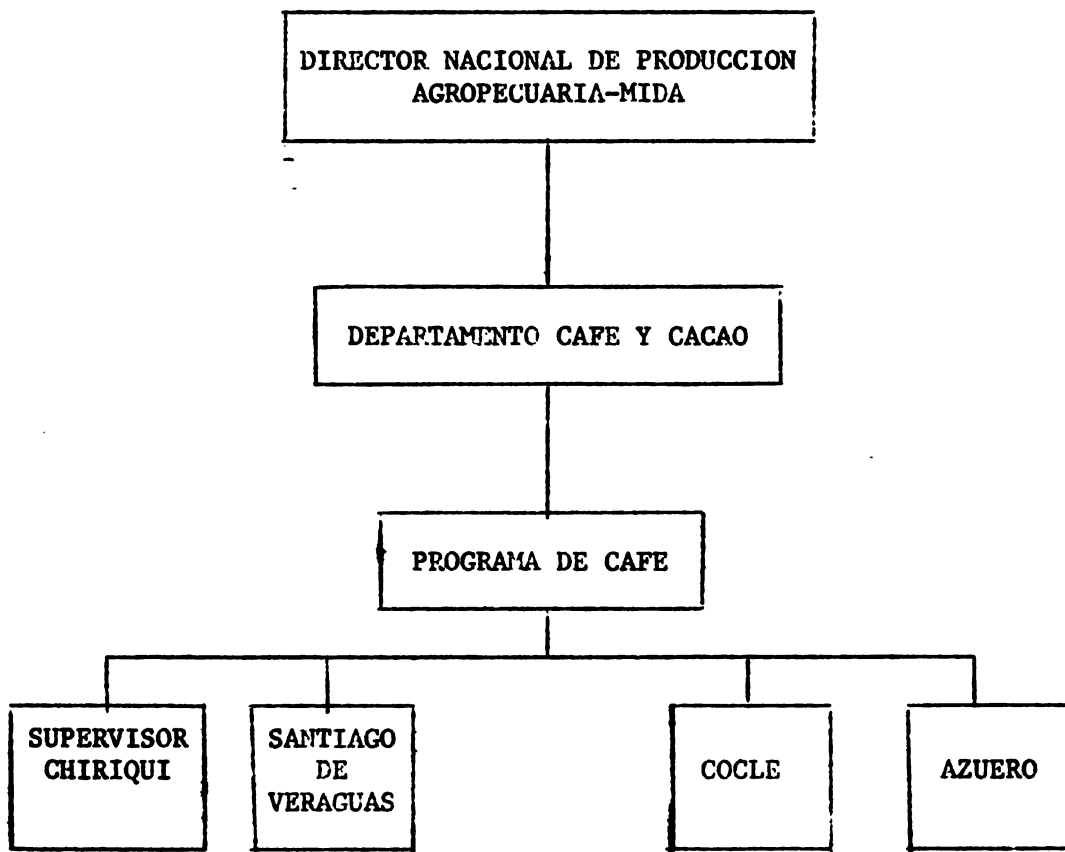 DIRECTOR NACIONAL DE PRODUCCION
AGROPECUARIA-MIDA
DEPARTAMENTO CAFE Y CACAO
PROGRAMA DE CAFE
SUPERVISOR
CHIRIQUI
SANTIAGO
DE
VERAGUAS
COCLE
AZUERO